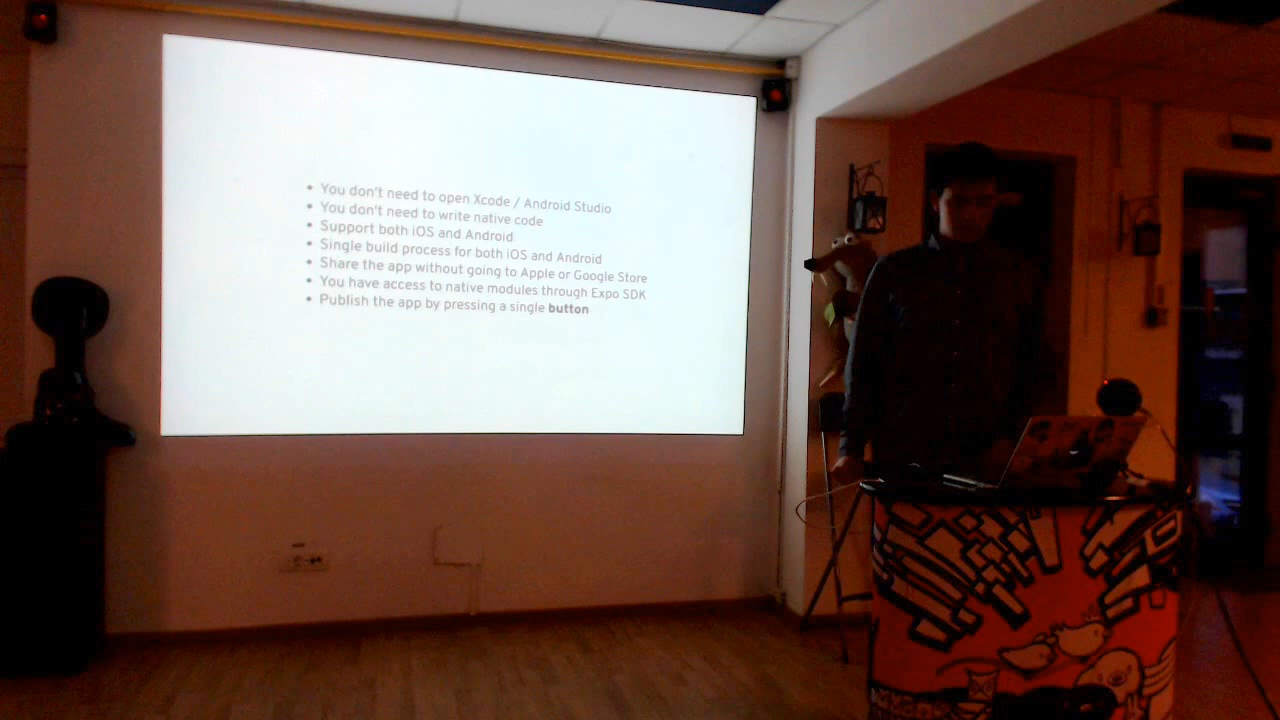 • You don't need to open Xcode / Android Studio
• You don't need to write native code
• Support both iOS and Android
• Single build process for both iOS and Android
• Share the app without going to Apple or Google Store
• You have access to native modules through Expo SDK
• Publish the app by pressing a single button